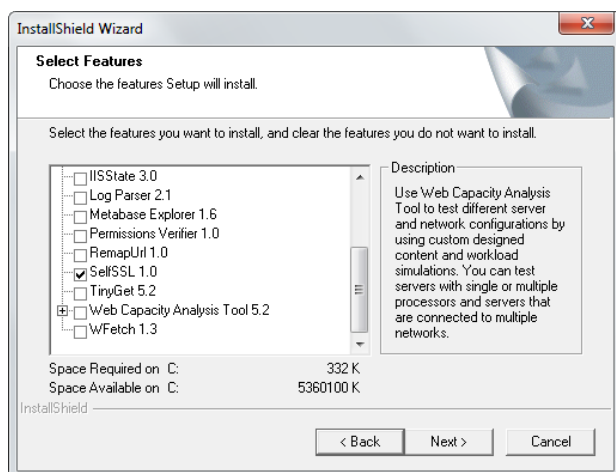 InstallShield Wizard
Select Features
Choose the features Setup will install.
Select the features you want to install, and clear the features you do not want to install.
IISState 3.0
Log Parser 2.1
Metabase Explorer 1.6
Permissions Verifier 1.0
RemapUrl 1.0
SelfSSL 1.0
TinyGet 5.2
Web Capacity Analysis Tool 5.2
WFetch 1.3
Description
Use Web Capacity Analysis
Tool to test different server
and network configurations by
using custom designed
content and workload
simulations. You can test
servers with single or multiple
processors and servers that
are connected to multiple
networks.
Space Required on C: 332 K
Space Available on C: 5360100 K
InstallShield
< Back Next > Cancel